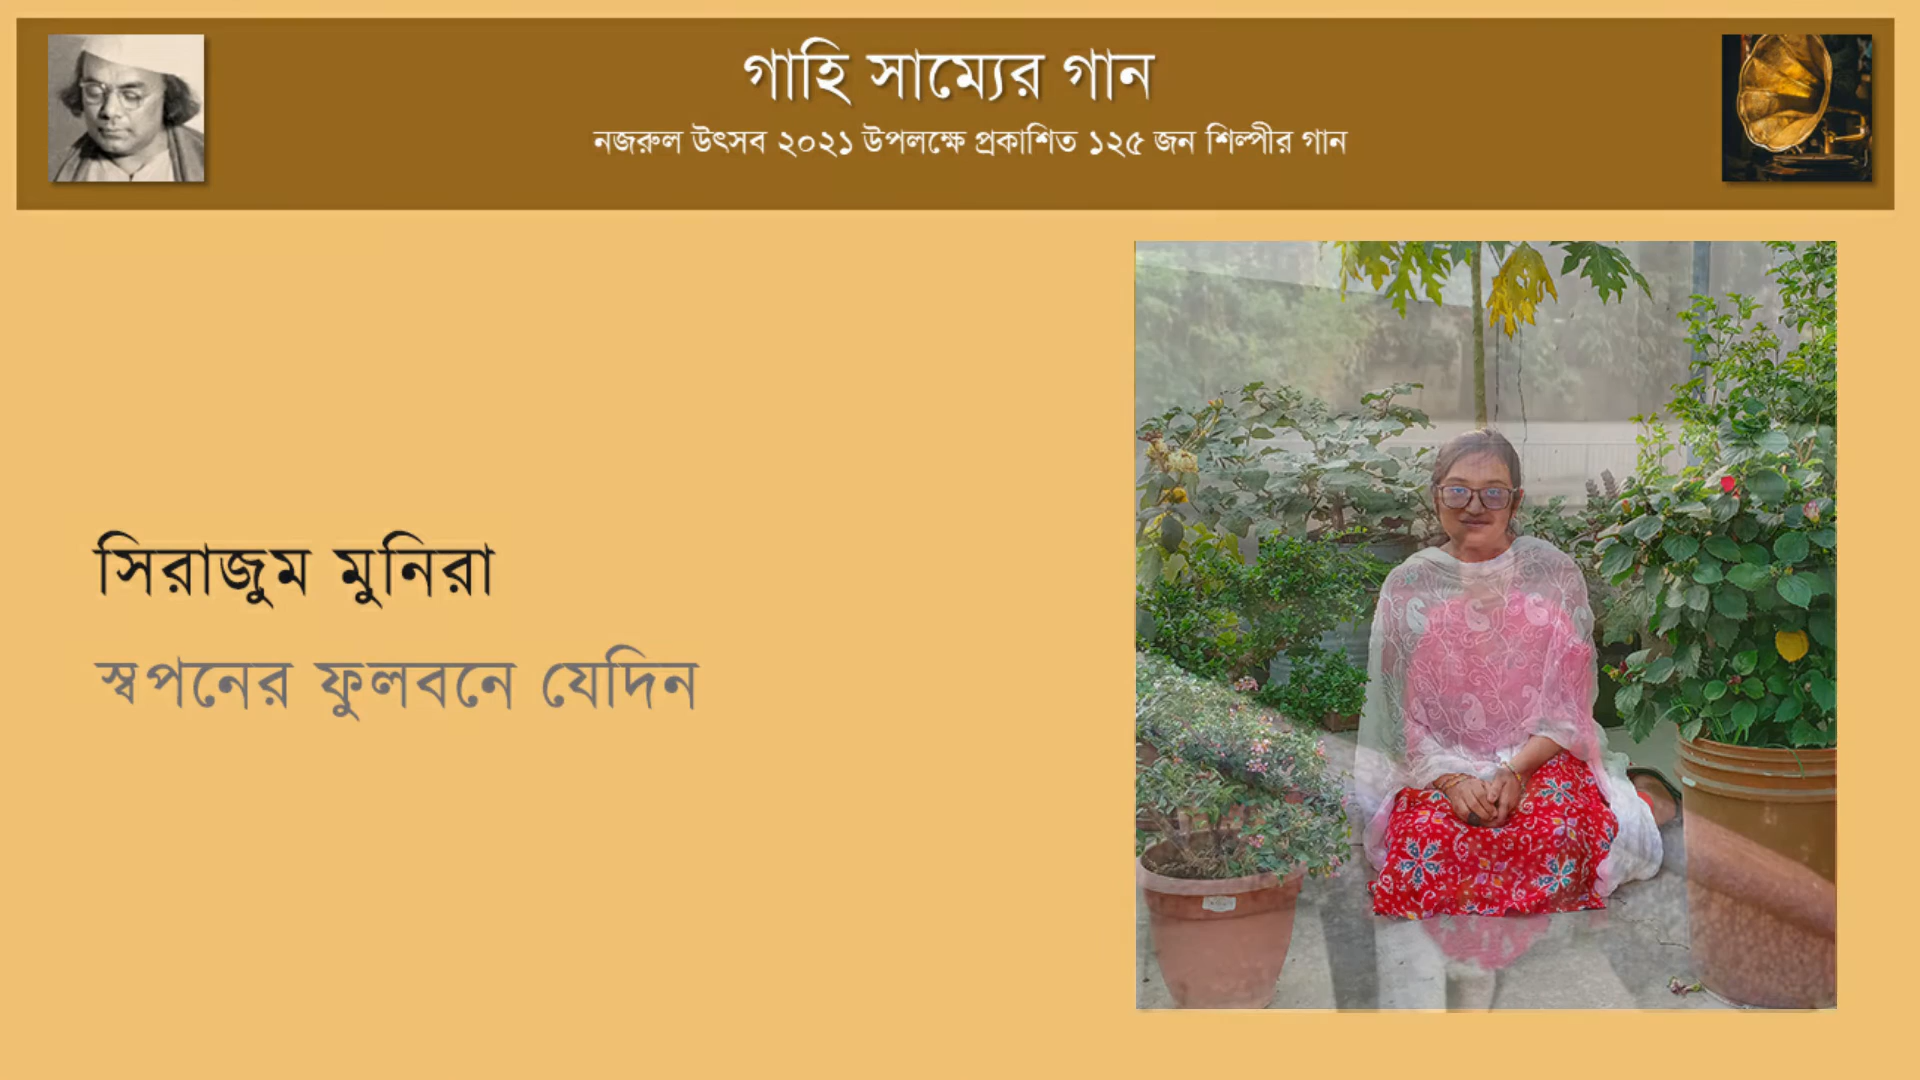 গাহি সাম্যের গান
নজরুল উৎসব ২০২১ উপলক্ষে প্রকাশিত ১২৫ জন শিল্পীর গান
সিরাজুম মুনিরা
স্বপনের ফুলবনে যেদিন